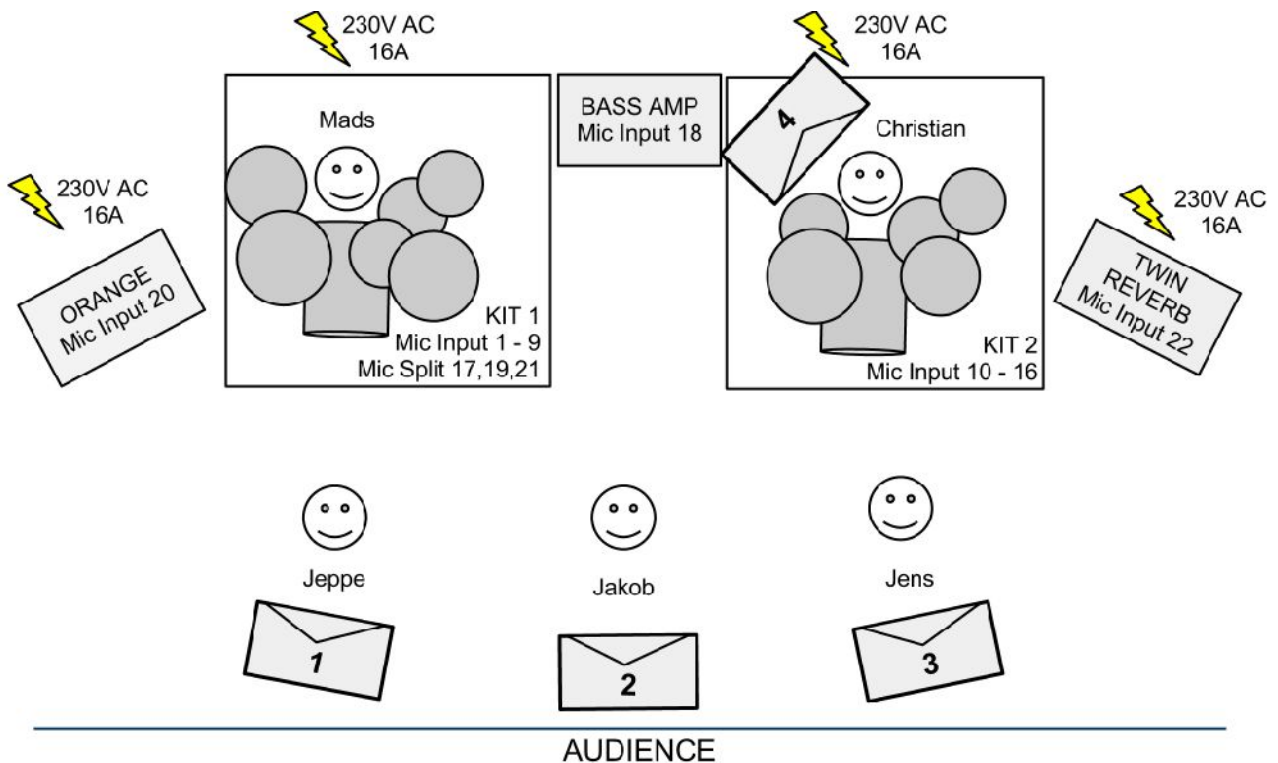 230V AC
16A
230V AC
16A
Mads
BASS AMP
Mic Input 18
4
Christian
230V AC
16A
230V AC
16A
ORANGE
Mic Input 20
TWIN
REVERB
Mic Input 22
KIT 1
Mic Input 1 - 9
Mic Split 17,19,21
KIT 2
Mic Input 10 - 16
Jeppe
Jakob
Jens
1
2
3
AUDIENCE